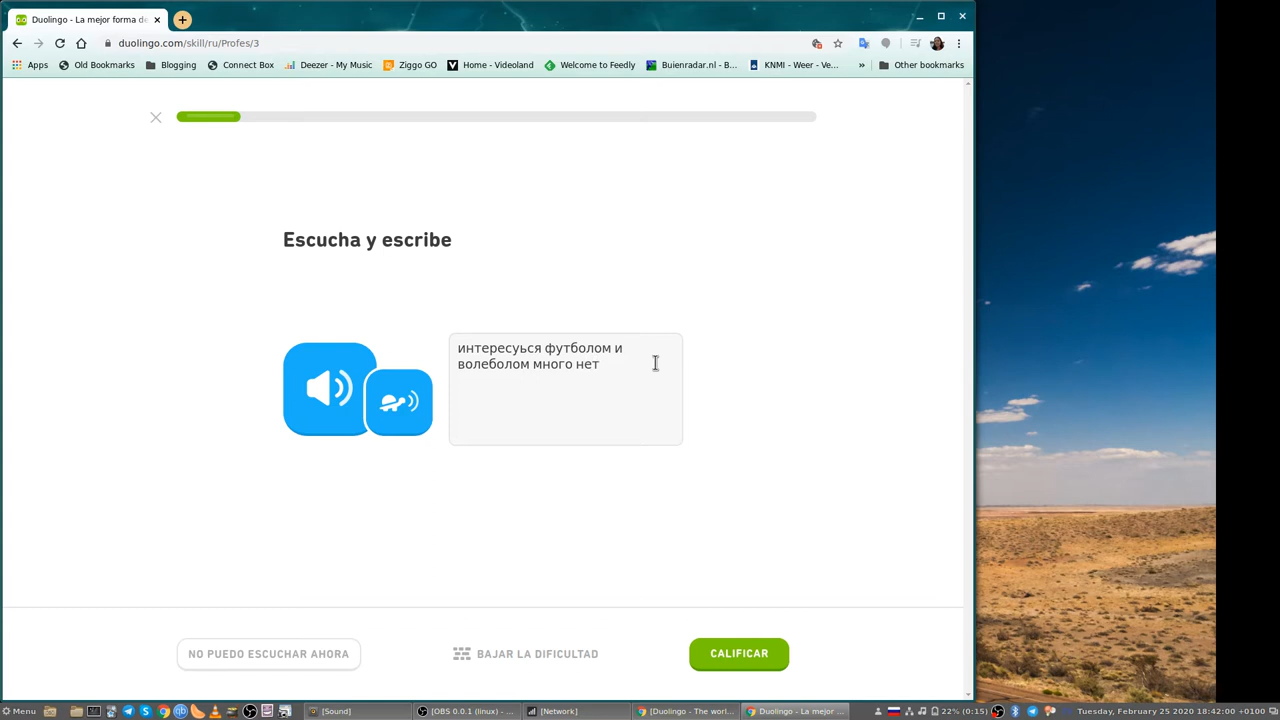 Duolingo - La mejor forma de
duolingo.com/skill/ru/Profes/3
Apps
Old Bookmarks
Blogging
Connect Box
Deezer - My Music
Ziggo GO
Home - Videoland
Welcome to Feedly
Buienradar.nl - B...
KNMI - Weer - Ve...
»
Other bookmarks
Escucha y escribe
интересуься футболом и
волеболом много нет
NO PUEDO ESCUCHAR AHORA
BAJAR LA DIFICULTAD
CALIFICAR
Menu
[Sound]
[OBS 0.0.1 (linux) - ...
[Network]
[Duolingo - The worl...
Duolingo - La mejor ...
22% (0:15)
Tuesday, February 25 2020 18:42:00 +0100